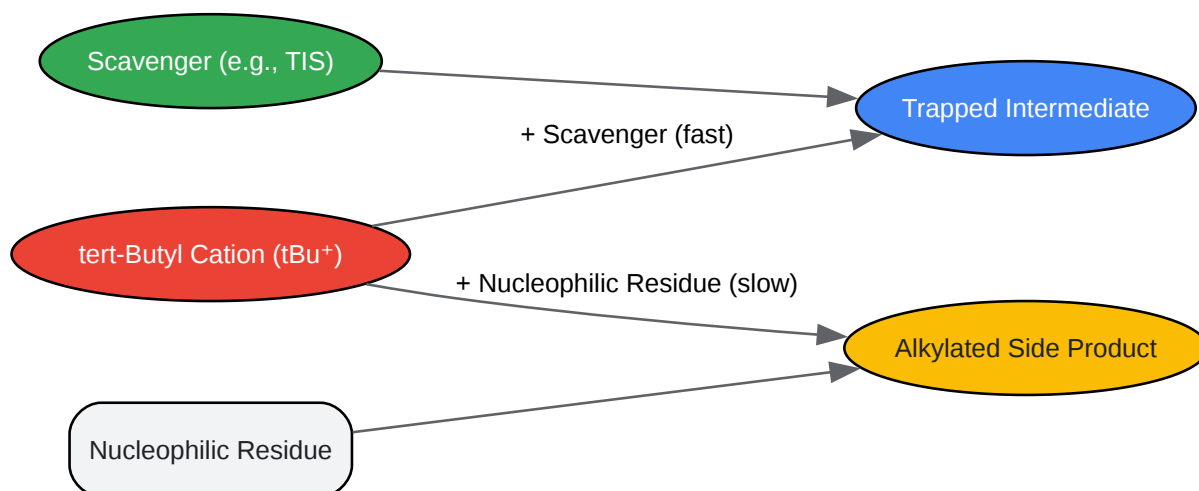 Scavenger (e.g., TIS)
Trapped Intermediate
+ Scavenger (fast)
tert-Butyl Cation (tBu⁺)
+ Nucleophilic Residue (slow)
Alkylated Side Product
Nucleophilic Residue